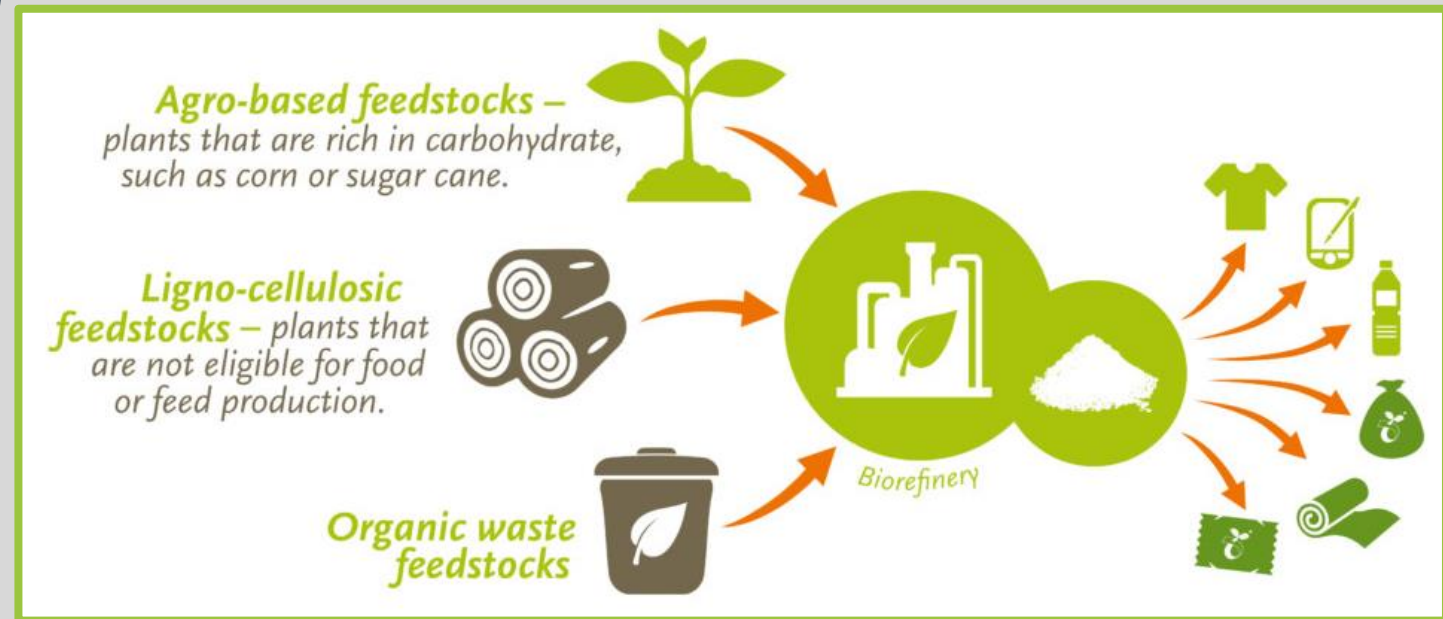 Agro-based feedstocks –
plants that are rich in carbohydrate,
such as corn or sugar cane.
Ligno-cellulosic
feedstocks – plants that
are not eligible for food
or feed production.
Biorefinery
Organic waste
feedstocks